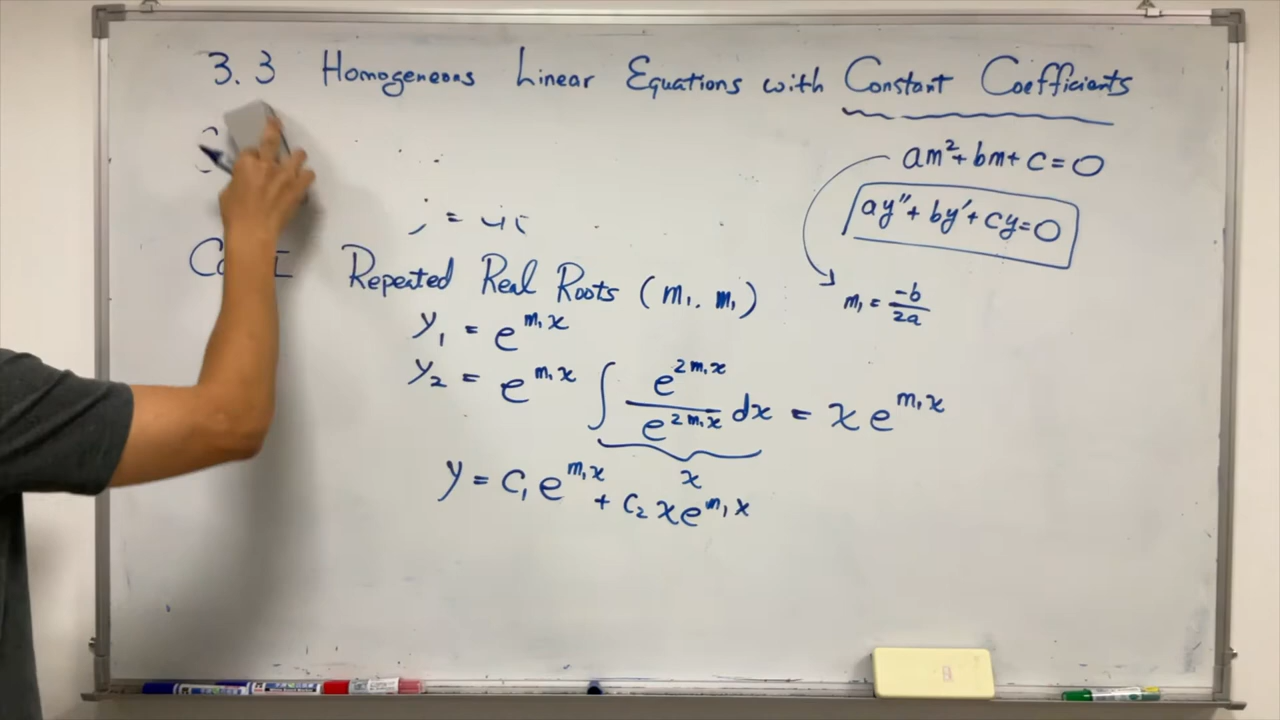 3.3 Homogeneous Linear Equations with Constant Coefficients
am²+bm+c=0
ay''+by'+cy=0
Repeated Real Roots (m₁. m₁)
m₁ = -b/2a
y₁ = e^{m₁x}
y₂ = e^{m₁x} ∫ e^{2m₁x}/e^{2m₁x} dx = xe^{m₁x}
x
y = c₁e^{m₁x} + c₂xe^{m₁x}